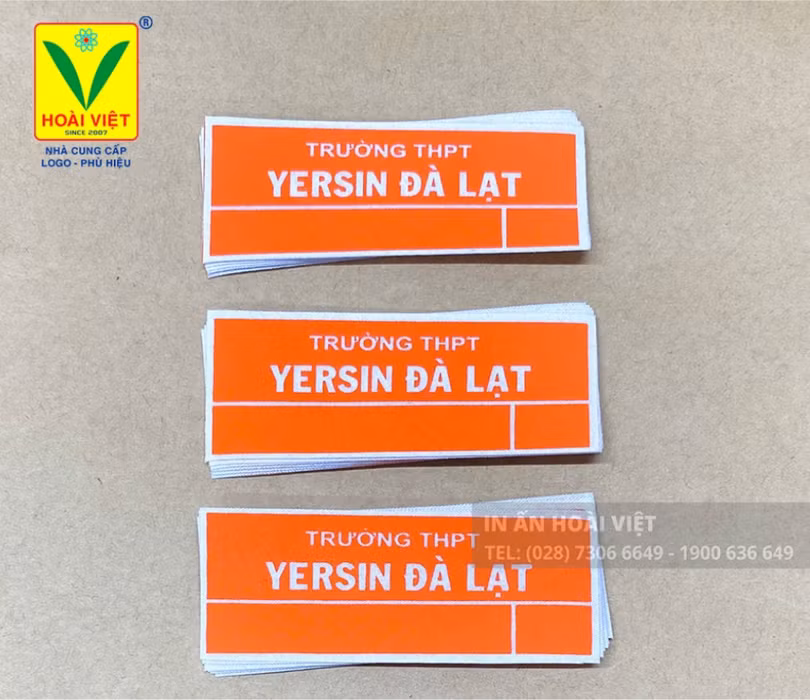 ®
HOÀI VIỆT
SINCE 2007
NHÀ CUNG CẤP
LOGO - PHÙ HIỆU
TRƯỜNG THPT
YERSIN ĐÀ LẠT
TRƯỜNG THPT
YERSIN ĐÀ LẠT
TRƯỜNG THPT
YERSIN ĐÀ LẠT
IN ẤN HOÀI VIỆT
TEL: (028) 7306 6649 - 1900 636 649